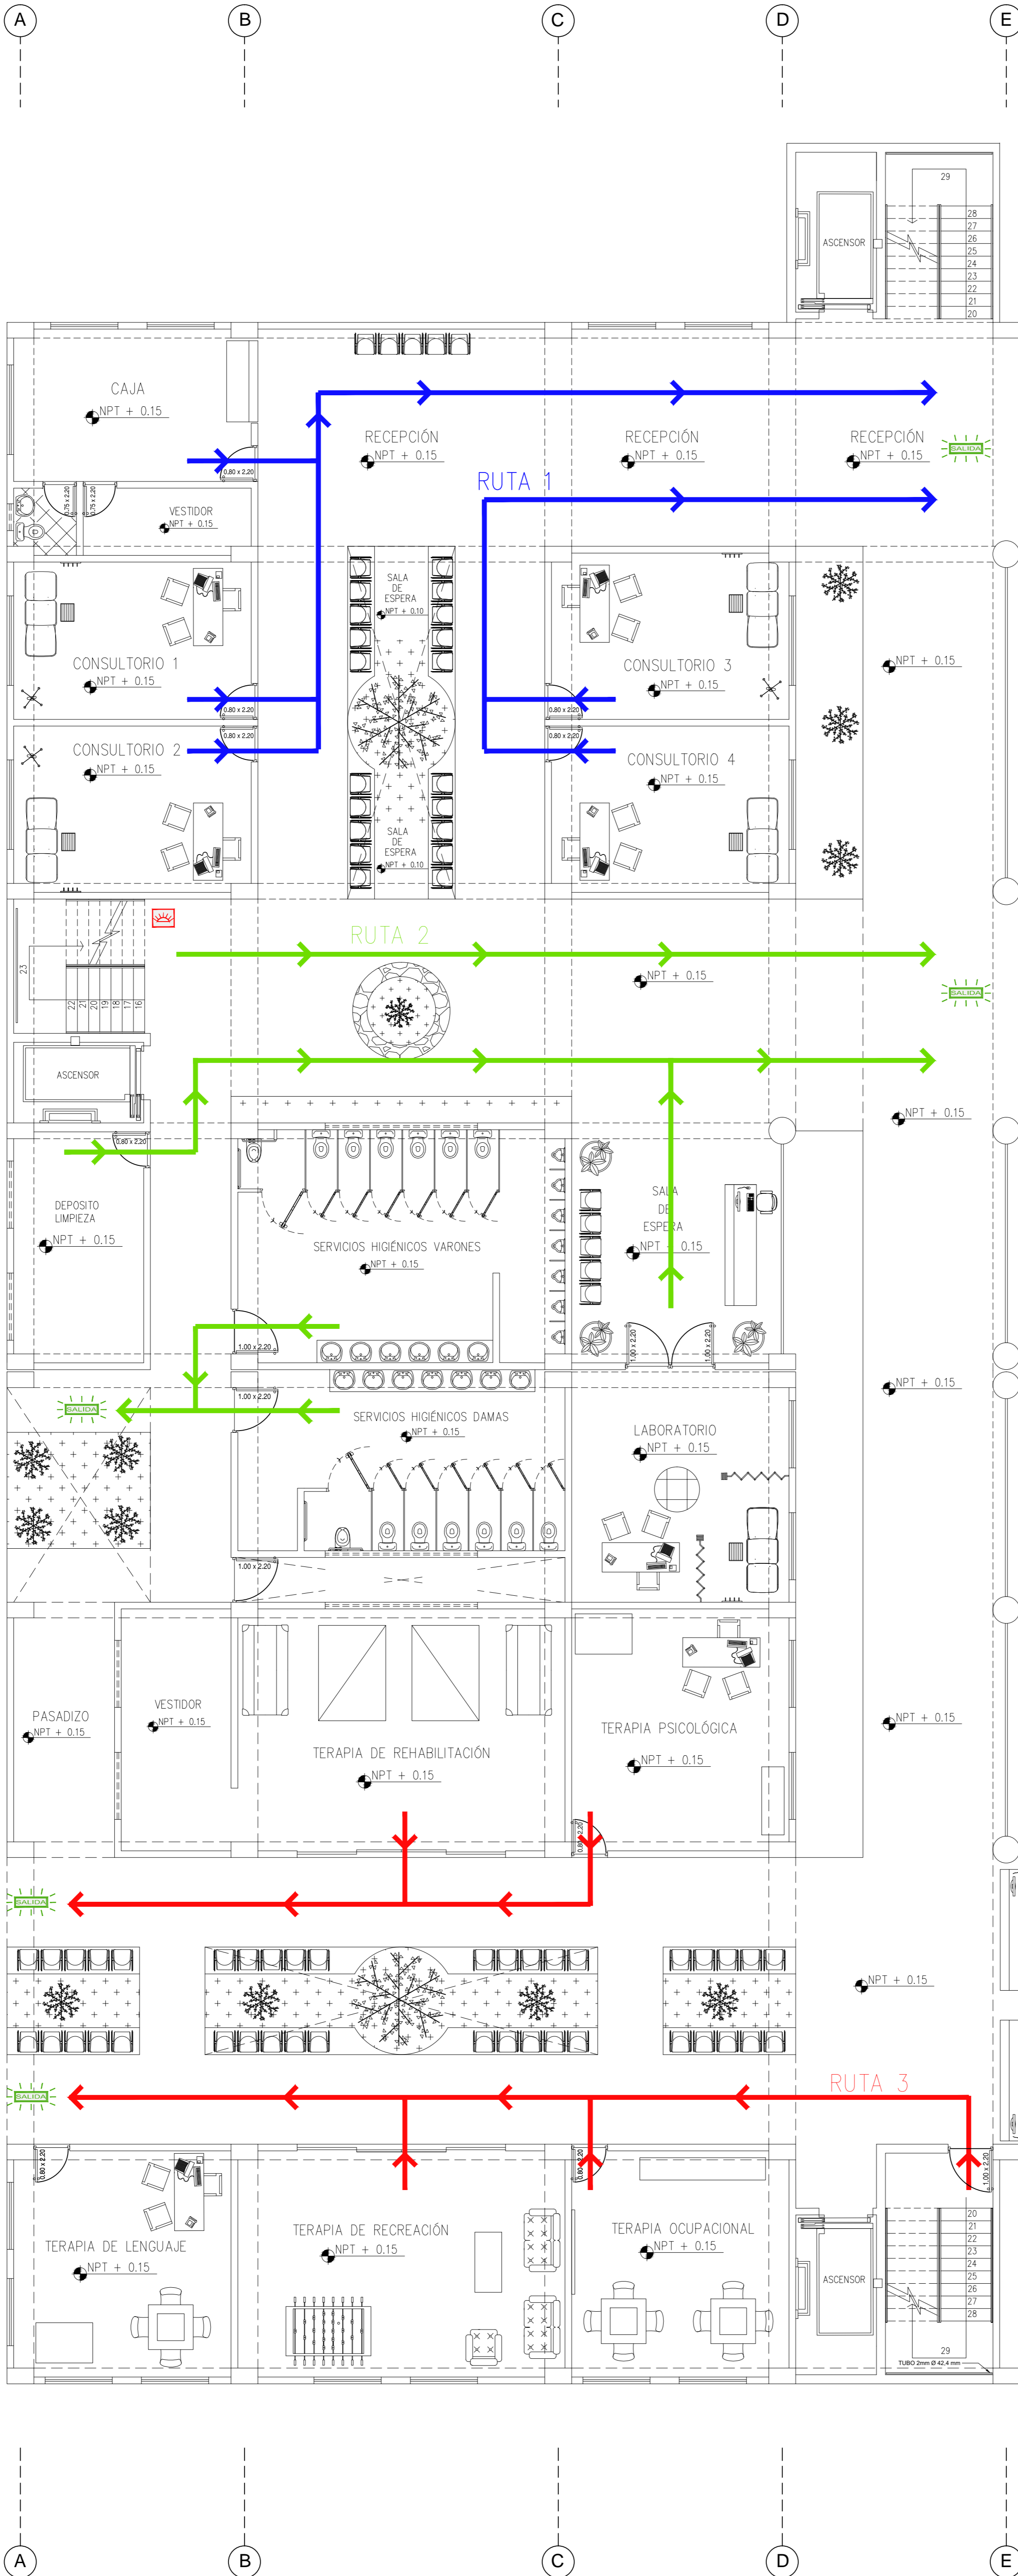 A B C D E
29
28
27
26
25
24
23
22
21
20
ASCENSOR
CAJA
NPT + 0.15
0.80 x 2.20
RECEPCIÓN
NPT + 0.15
RECEPCIÓN
NPT + 0.15
RECEPCIÓN
NPT + 0.15
SALIDA
RUTA 1
0.75 x 2.20
0.75 x 2.20
VESTIDOR
NPT + 0.15
SALA
DE
ESPERA
NPT + 0.10
CONSULTORIO 1
NPT + 0.15
0.80 x 2.20
CONSULTORIO 3
NPT + 0.15
0.80 x 2.20
NPT + 0.15
CONSULTORIO 2
NPT + 0.15
0.80 x 2.20
CONSULTORIO 4
NPT + 0.15
0.80 x 2.20
SALA
DE
ESPERA
NPT + 0.10
RUTA 2
23
22
21
20
19
18
17
16
NPT + 0.15
SALIDA
ASCENSOR
NPT + 0.15
0.80 x 2.20
DEPOSITO
LIMPIEZA
NPT + 0.15
SERVICIOS HIGIÉNICOS VARONES
NPT + 0.15
SALA
DE
ESPERA
NPT + 0.15
1.00 x 2.20
1.00 x 2.20
1.00 x 2.20
NPT + 0.15
SALIDA
1.00 x 2.20
SERVICIOS HIGIÉNICOS DAMAS
NPT + 0.15
LABORATORIO
NPT + 0.15
1.00 x 2.20
PASADIZO
NPT + 0.15
VESTIDOR
NPT + 0.15
TERAPIA DE REHABILITACIÓN
NPT + 0.15
TERAPIA PSICOLÓGICA
NPT + 0.15
NPT + 0.15
0.80 x 2.20
SALIDA
NPT + 0.15
SALIDA
RUTA 3
0.80 x 2.20
0.80 x 2.20
1.00 x 2.20
TERAPIA DE LENGUAJE
NPT + 0.15
TERAPIA DE RECREACIÓN
NPT + 0.15
TERAPIA OCUPACIONAL
NPT + 0.15
ASCENSOR
20
21
22
23
24
25
26
27
28
29
TUBO 2mm Ø 42,4 mm
A B C D E